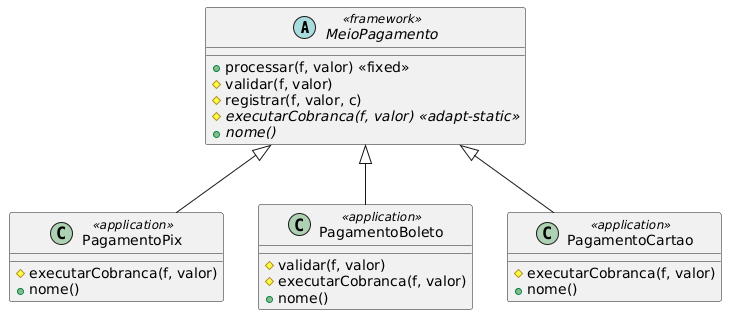 A
«framework»
MeioPagamento
processar(f, valor) «fixed»
validar(f, valor)
registrar(f, valor, c)
executarCobranca(f, valor) «adapt-static»
nome()
C
«application»
PagamentoPix
executarCobranca(f, valor)
nome()
C
«application»
PagamentoBoleto
validar(f, valor)
executarCobranca(f, valor)
nome()
C
«application»
PagamentoCartao
executarCobranca(f, valor)
nome()